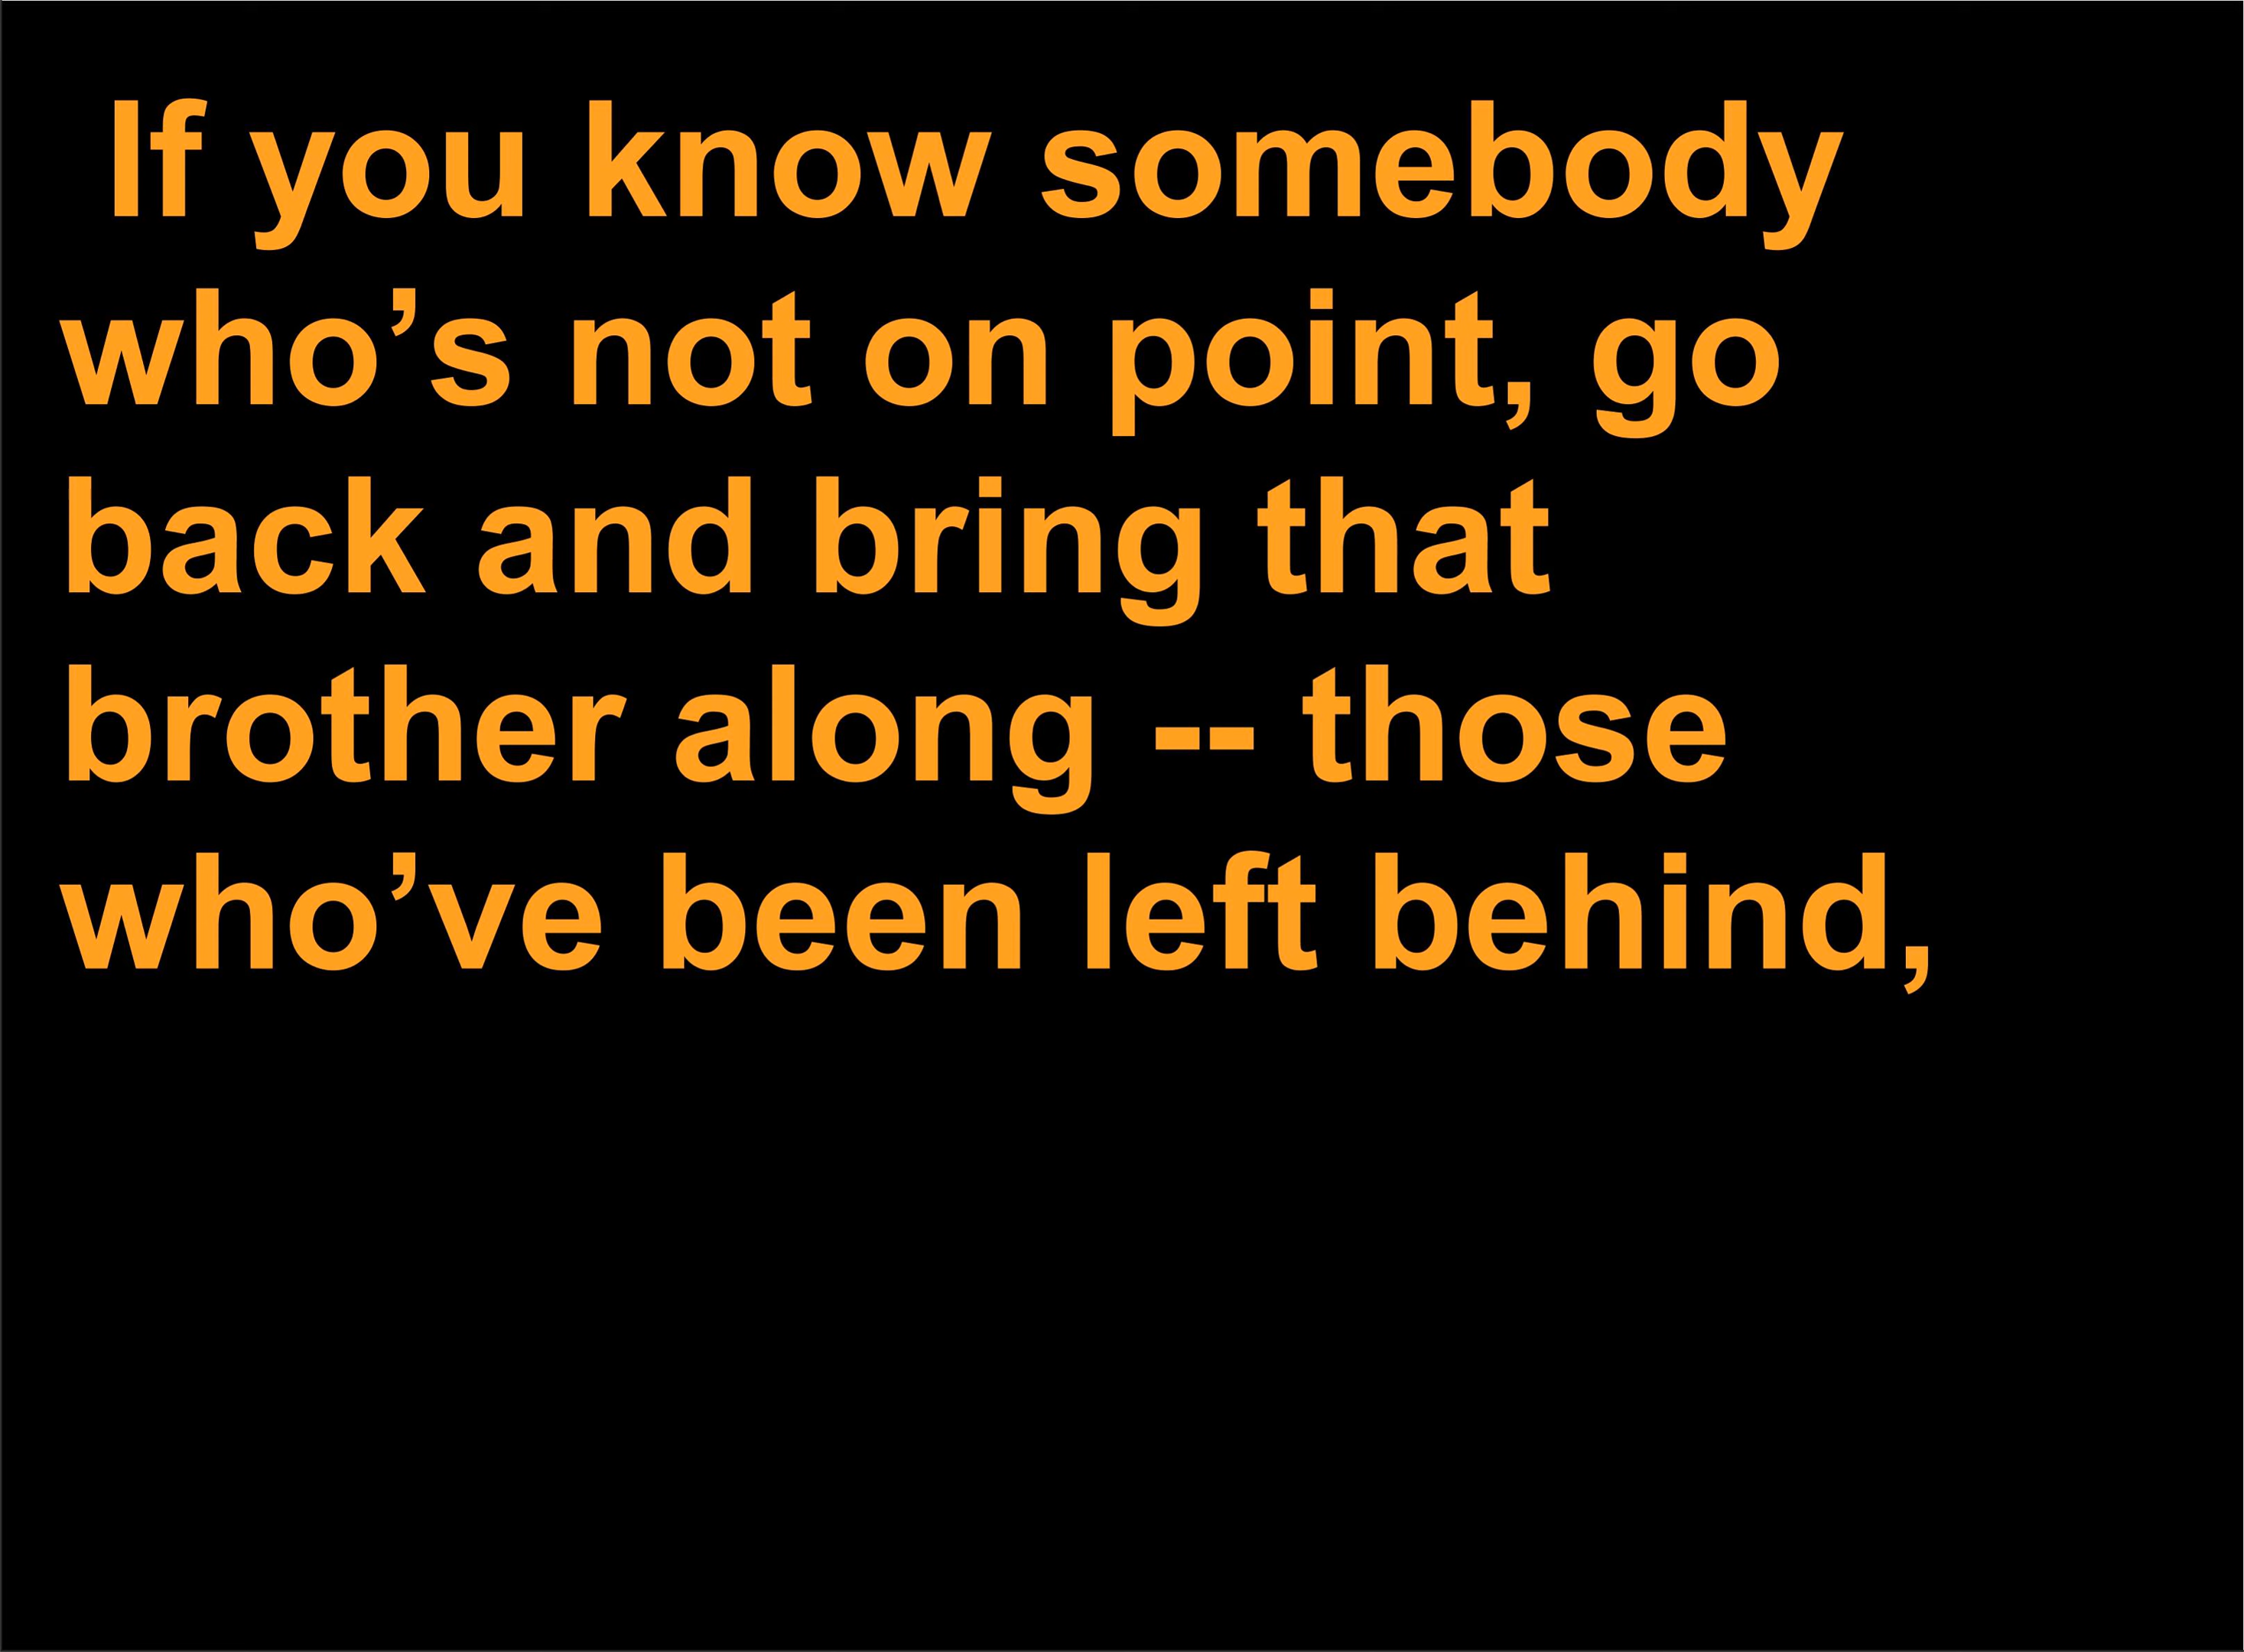 If you know somebody
who’s not on point, go
back and bring that
brother along -- those
who’ve been left behind,